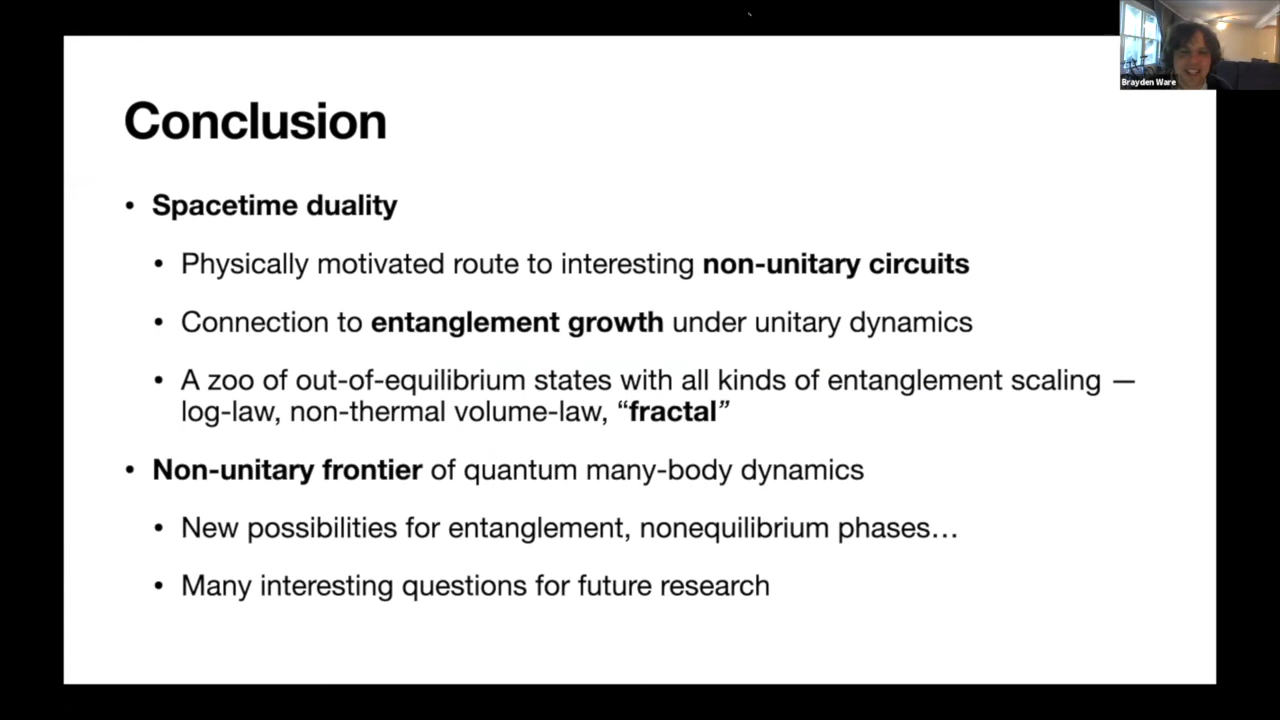 Brayden Ware
Conclusion
• Spacetime duality
• Physically motivated route to interesting non-unitary circuits
• Connection to entanglement growth under unitary dynamics
• A zoo of out-of-equilibrium states with all kinds of entanglement scaling —
log-law, non-thermal volume-law, “fractal”
• Non-unitary frontier of quantum many-body dynamics
• New possibilities for entanglement, nonequilibrium phases…
• Many interesting questions for future research